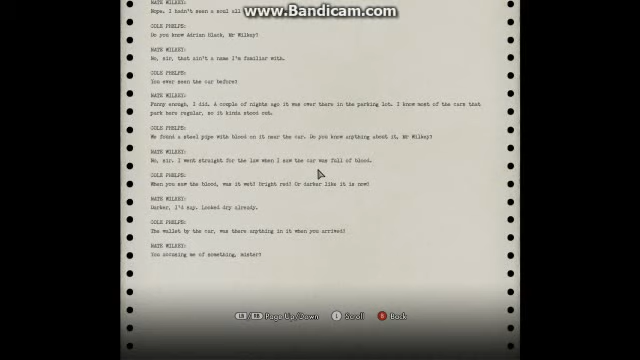 www.Bandicam.com
Nope, I hadn't seen a soul all
COLE PHELPS:
Do you know Adrian Black, Mr Wilkey?
NATE WILKEY:
No, sir, that ain't a name I'm familiar with.
COLE PHELPS:
You ever seen the car before?
NATE WILKEY:
Funny enough, I did. A couple of nights ago it was over there in the parking lot. I know most of the cars that
park here regular, so it kinda stood out.
COLE PHELPS:
We found a steel pipe with blood on it near the car. Do you know anything about it, Mr Wilkey?
NATE WILKEY:
No, sir. I went straight for the law when I saw the car was full of blood.
COLE PHELPS:
When you saw the blood, was it wet? Bright red? Or darker like it is now?
NATE WILKEY:
Darker, I'd say. Looked dry already.
COLE PHELPS:
The wallet by the car, was there anything in it when you arrived?
NATE WILKEY:
You accusing me of something, mister?
LB/RB Page Up/Down L Scroll B Back